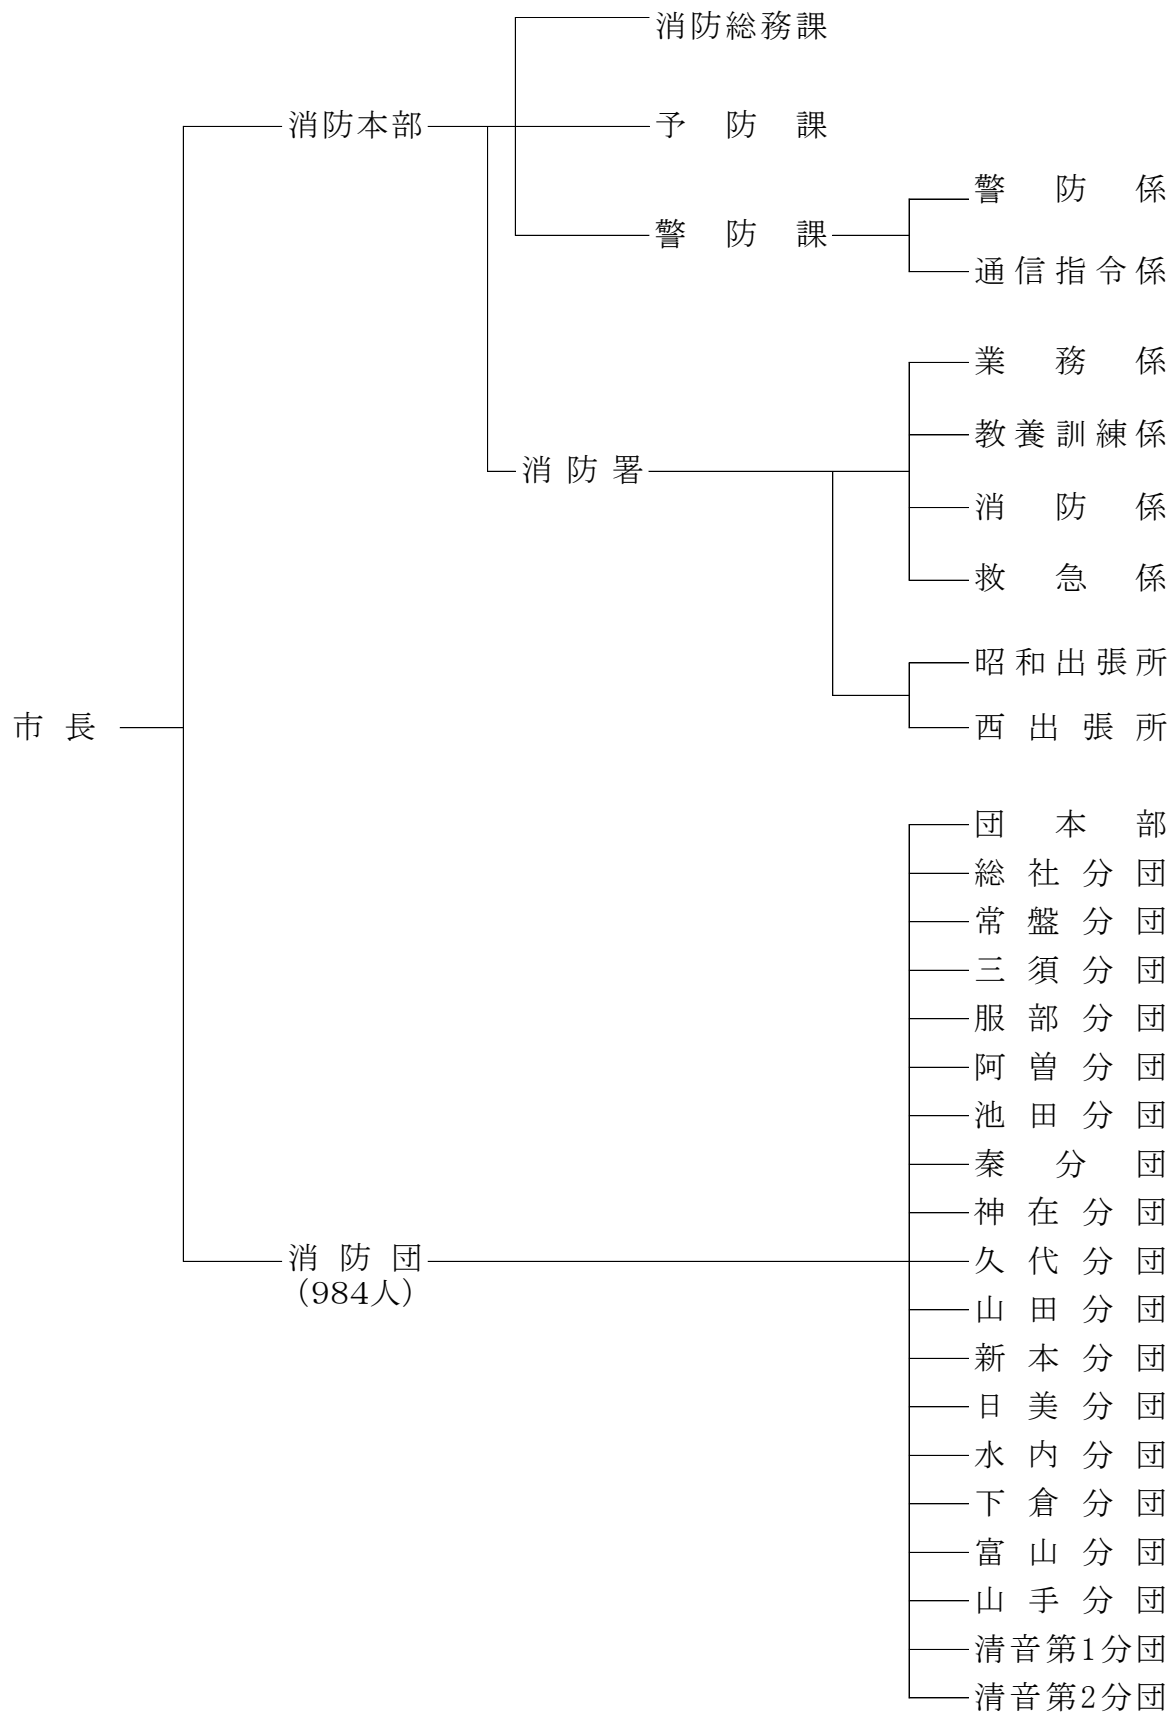 消防総務課
消防本部
予防課
警防課
警防係
通信指令係
業務係
教養訓練係
消防署
消防係
救急係
昭和出張所
市長
西出張所
団本部
総社分団
常盤分団
三須分団
服部分団
阿曽分団
池田分団
秦分団
神在分団
消防団
(984人)
久代分団
山田分団
新本分団
日美分団
水内分団
下倉分団
富山分団
山手分団
清音第1分団
清音第2分団